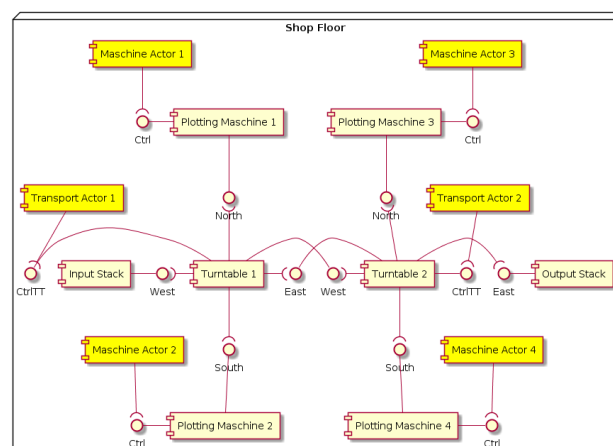 Shop Floor
Maschine Actor 1
Maschine Actor 3
Ctrl
Plotting Maschine 1
Plotting Maschine 3
Ctrl
Transport Actor 1
North
North
Transport Actor 2
CtrlTT
Input Stack
West
Turntable 1
East
West
Turntable 2
CtrlTT
East
Output Stack
Maschine Actor 2
South
South
Maschine Actor 4
Ctrl
Plotting Maschine 2
Plotting Maschine 4
Ctrl